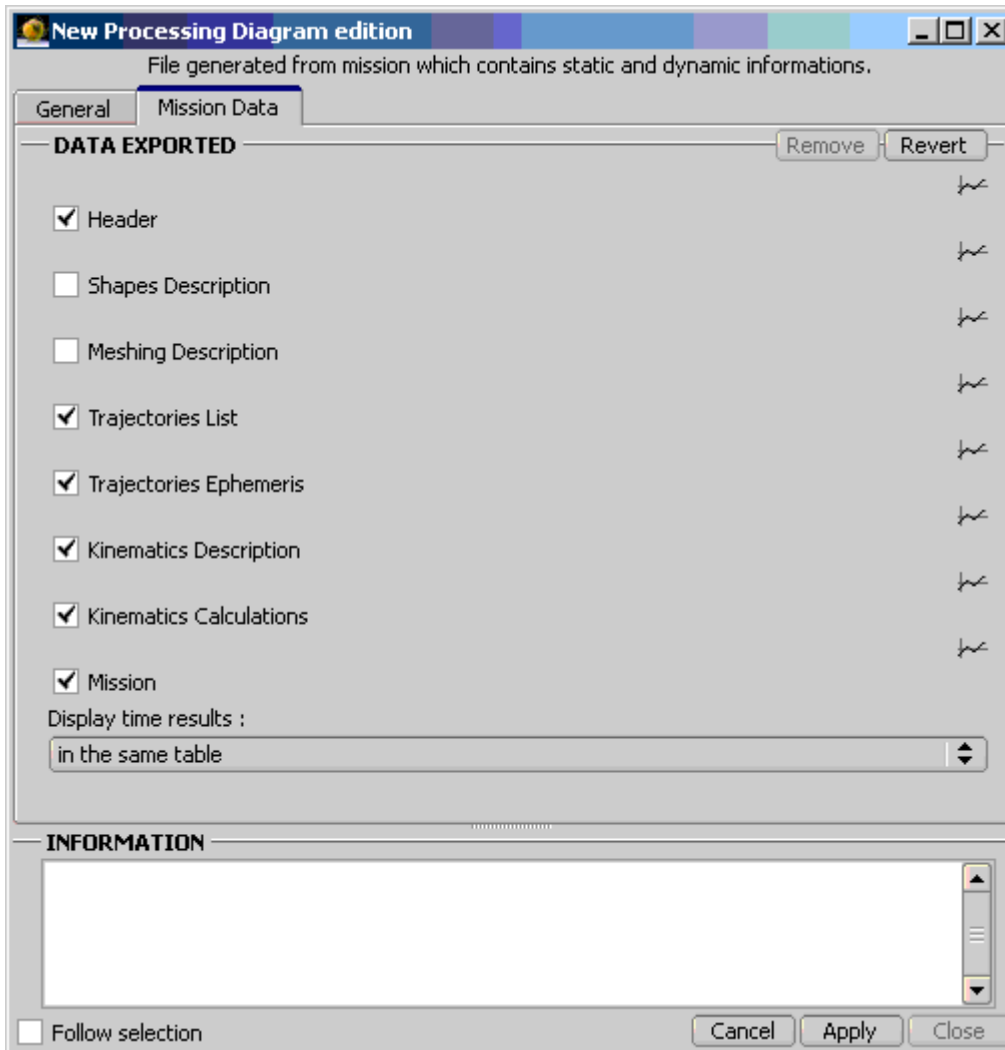 New Processing Diagram edition
File generated from mission which contains static and dynamic informations.
General Mission Data
DATA EXPORTED Remove Revert
Header
Shapes Description
Meshing Description
Trajectories List
Trajectories Ephemeris
Kinematics Description
Kinematics Calculations
Mission
Display time results :
in the same table
INFORMATION
Follow selection Cancel Apply Close